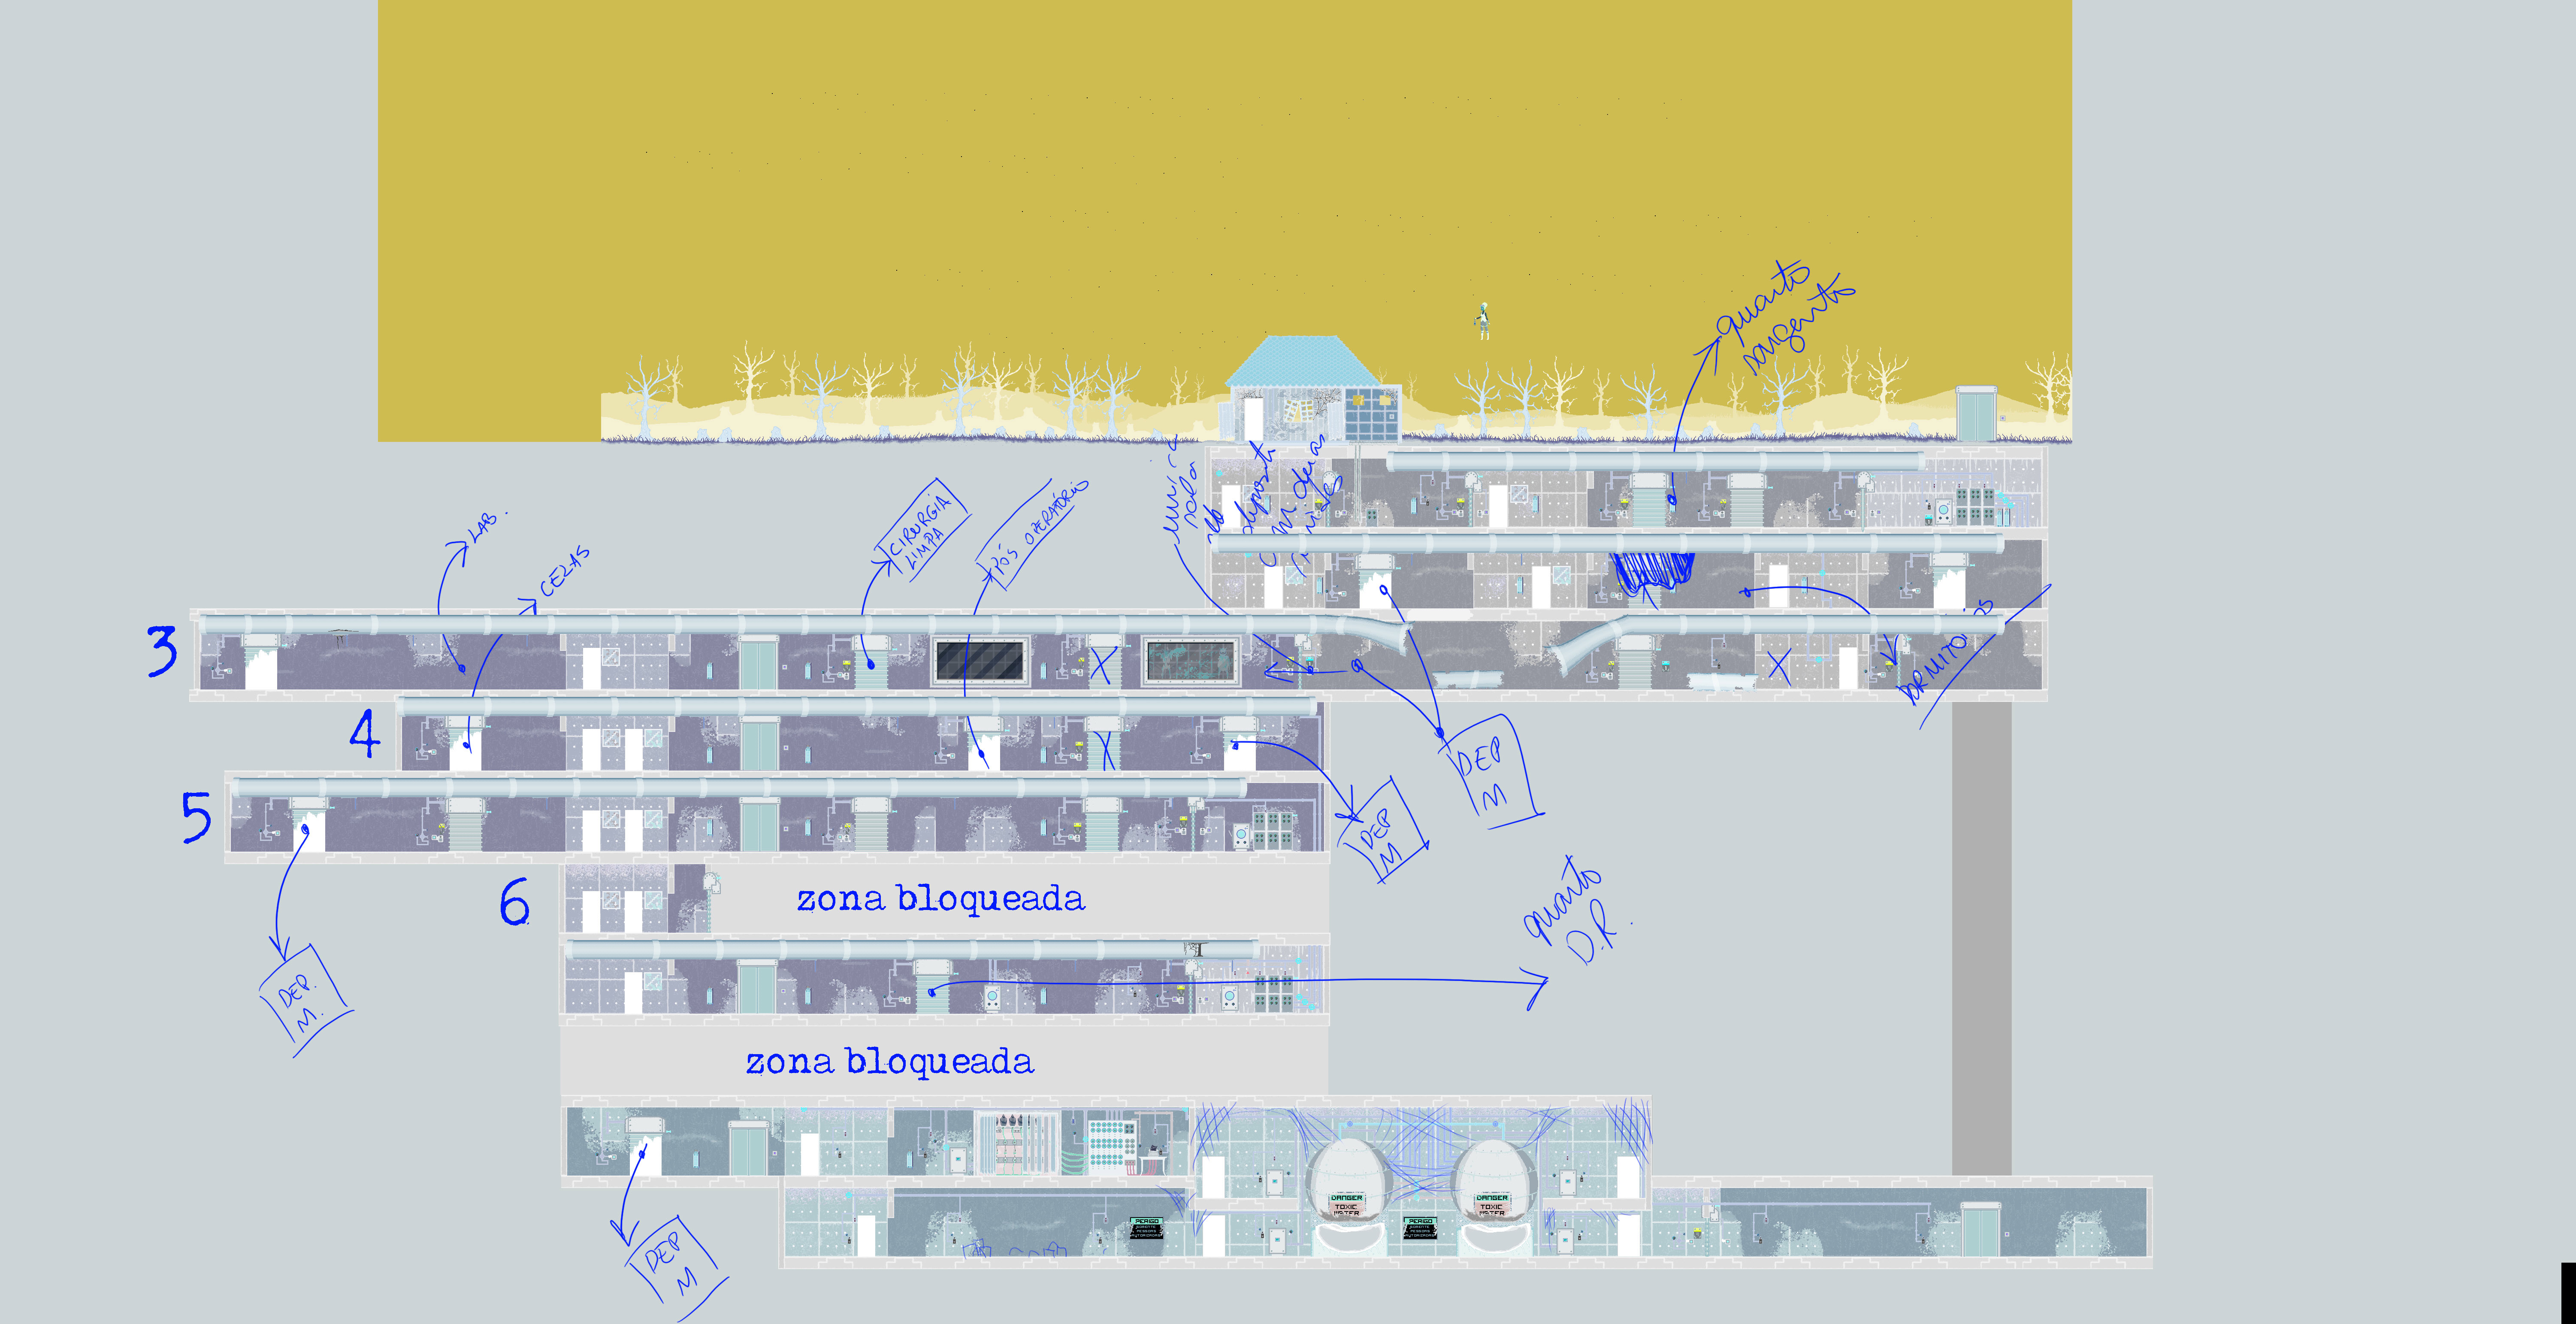 quarto
sargento
LAB.
CELAS
CIRURGIA
LIMPA
PÓS OPERATÓRIO
3
DORMITÓRIOS
4
DEP
M
DEP
M
5
6
zona bloqueada
quarto
D.R.
DEP.
M.
zona bloqueada
DANGER
TOXIC
DANGER
TOXIC
PERIGO
PERIGO
DEP
M